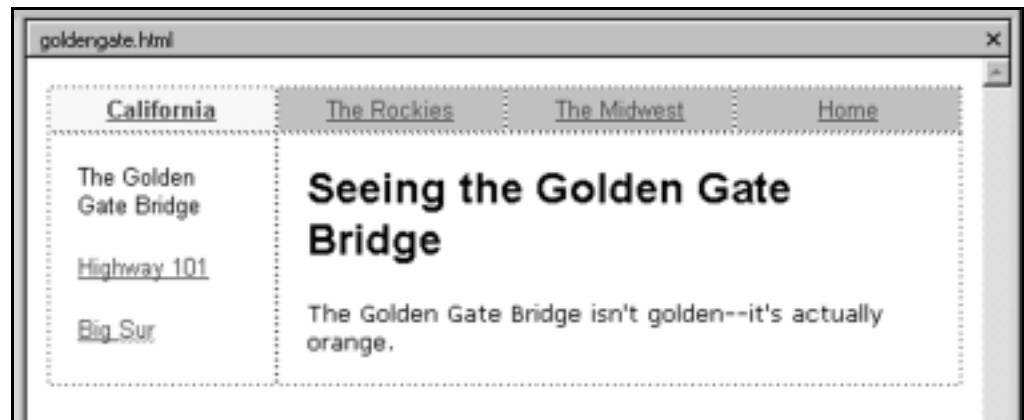 goldengate.html
California The Rockies The Midwest Home
The Golden
Gate Bridge
Highway 101
Big Sur
Seeing the Golden Gate
Bridge
The Golden Gate Bridge isn't golden--it's actually
orange.